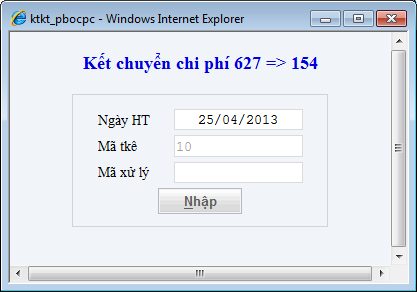 ktkt_pbocpc - Windows Internet Explorer
Kết chuyển chi phí 627 => 154
Ngày HT 25/04/2013
Mã tkê 10
Mã xử lý
Nhập